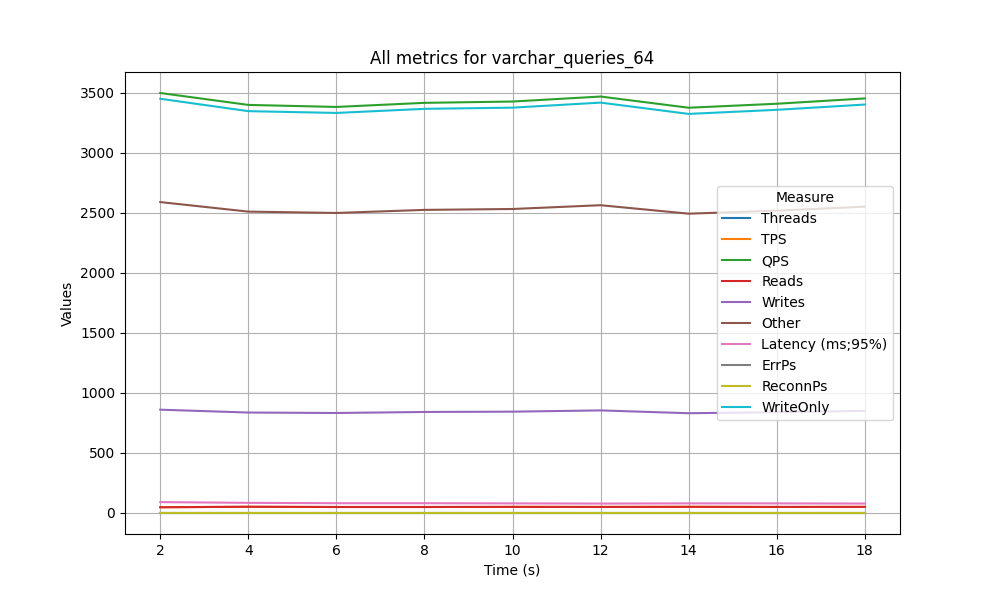 All metrics for varchar_queries_64
Values
3500
3000
2500
2000
1500
1000
500
0
Measure
Threads
TPS
QPS
Reads
Writes
Other
Latency (ms;95%)
ErrPs
ReconnPs
WriteOnly
2 4 6 8 10 12 14 16 18
Time (s)